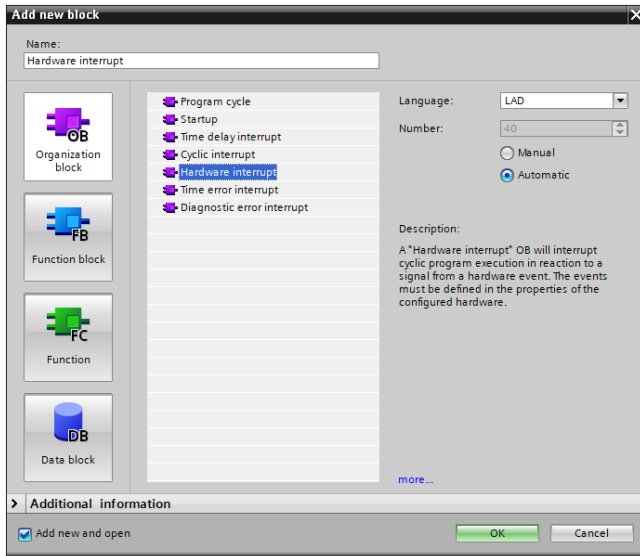 Add new block
Name:
Hardware interrupt
OB
Organization
block
FB
Function block
FC
Function
DB
Data block
Program cycle
Startup
Time delay interrupt
Cyclic interrupt
Hardware interrupt
Time error interrupt
Diagnostic error interrupt
Language: LAD
Number: 40
Manual
Automatic
Description:
A "Hardware interrupt" OB will interrupt
cyclic program execution in reaction to a
signal from a hardware event. The events
must be defined in the properties of the
configured hardware.
more...
> Additional information
Add new and open
OK Cancel